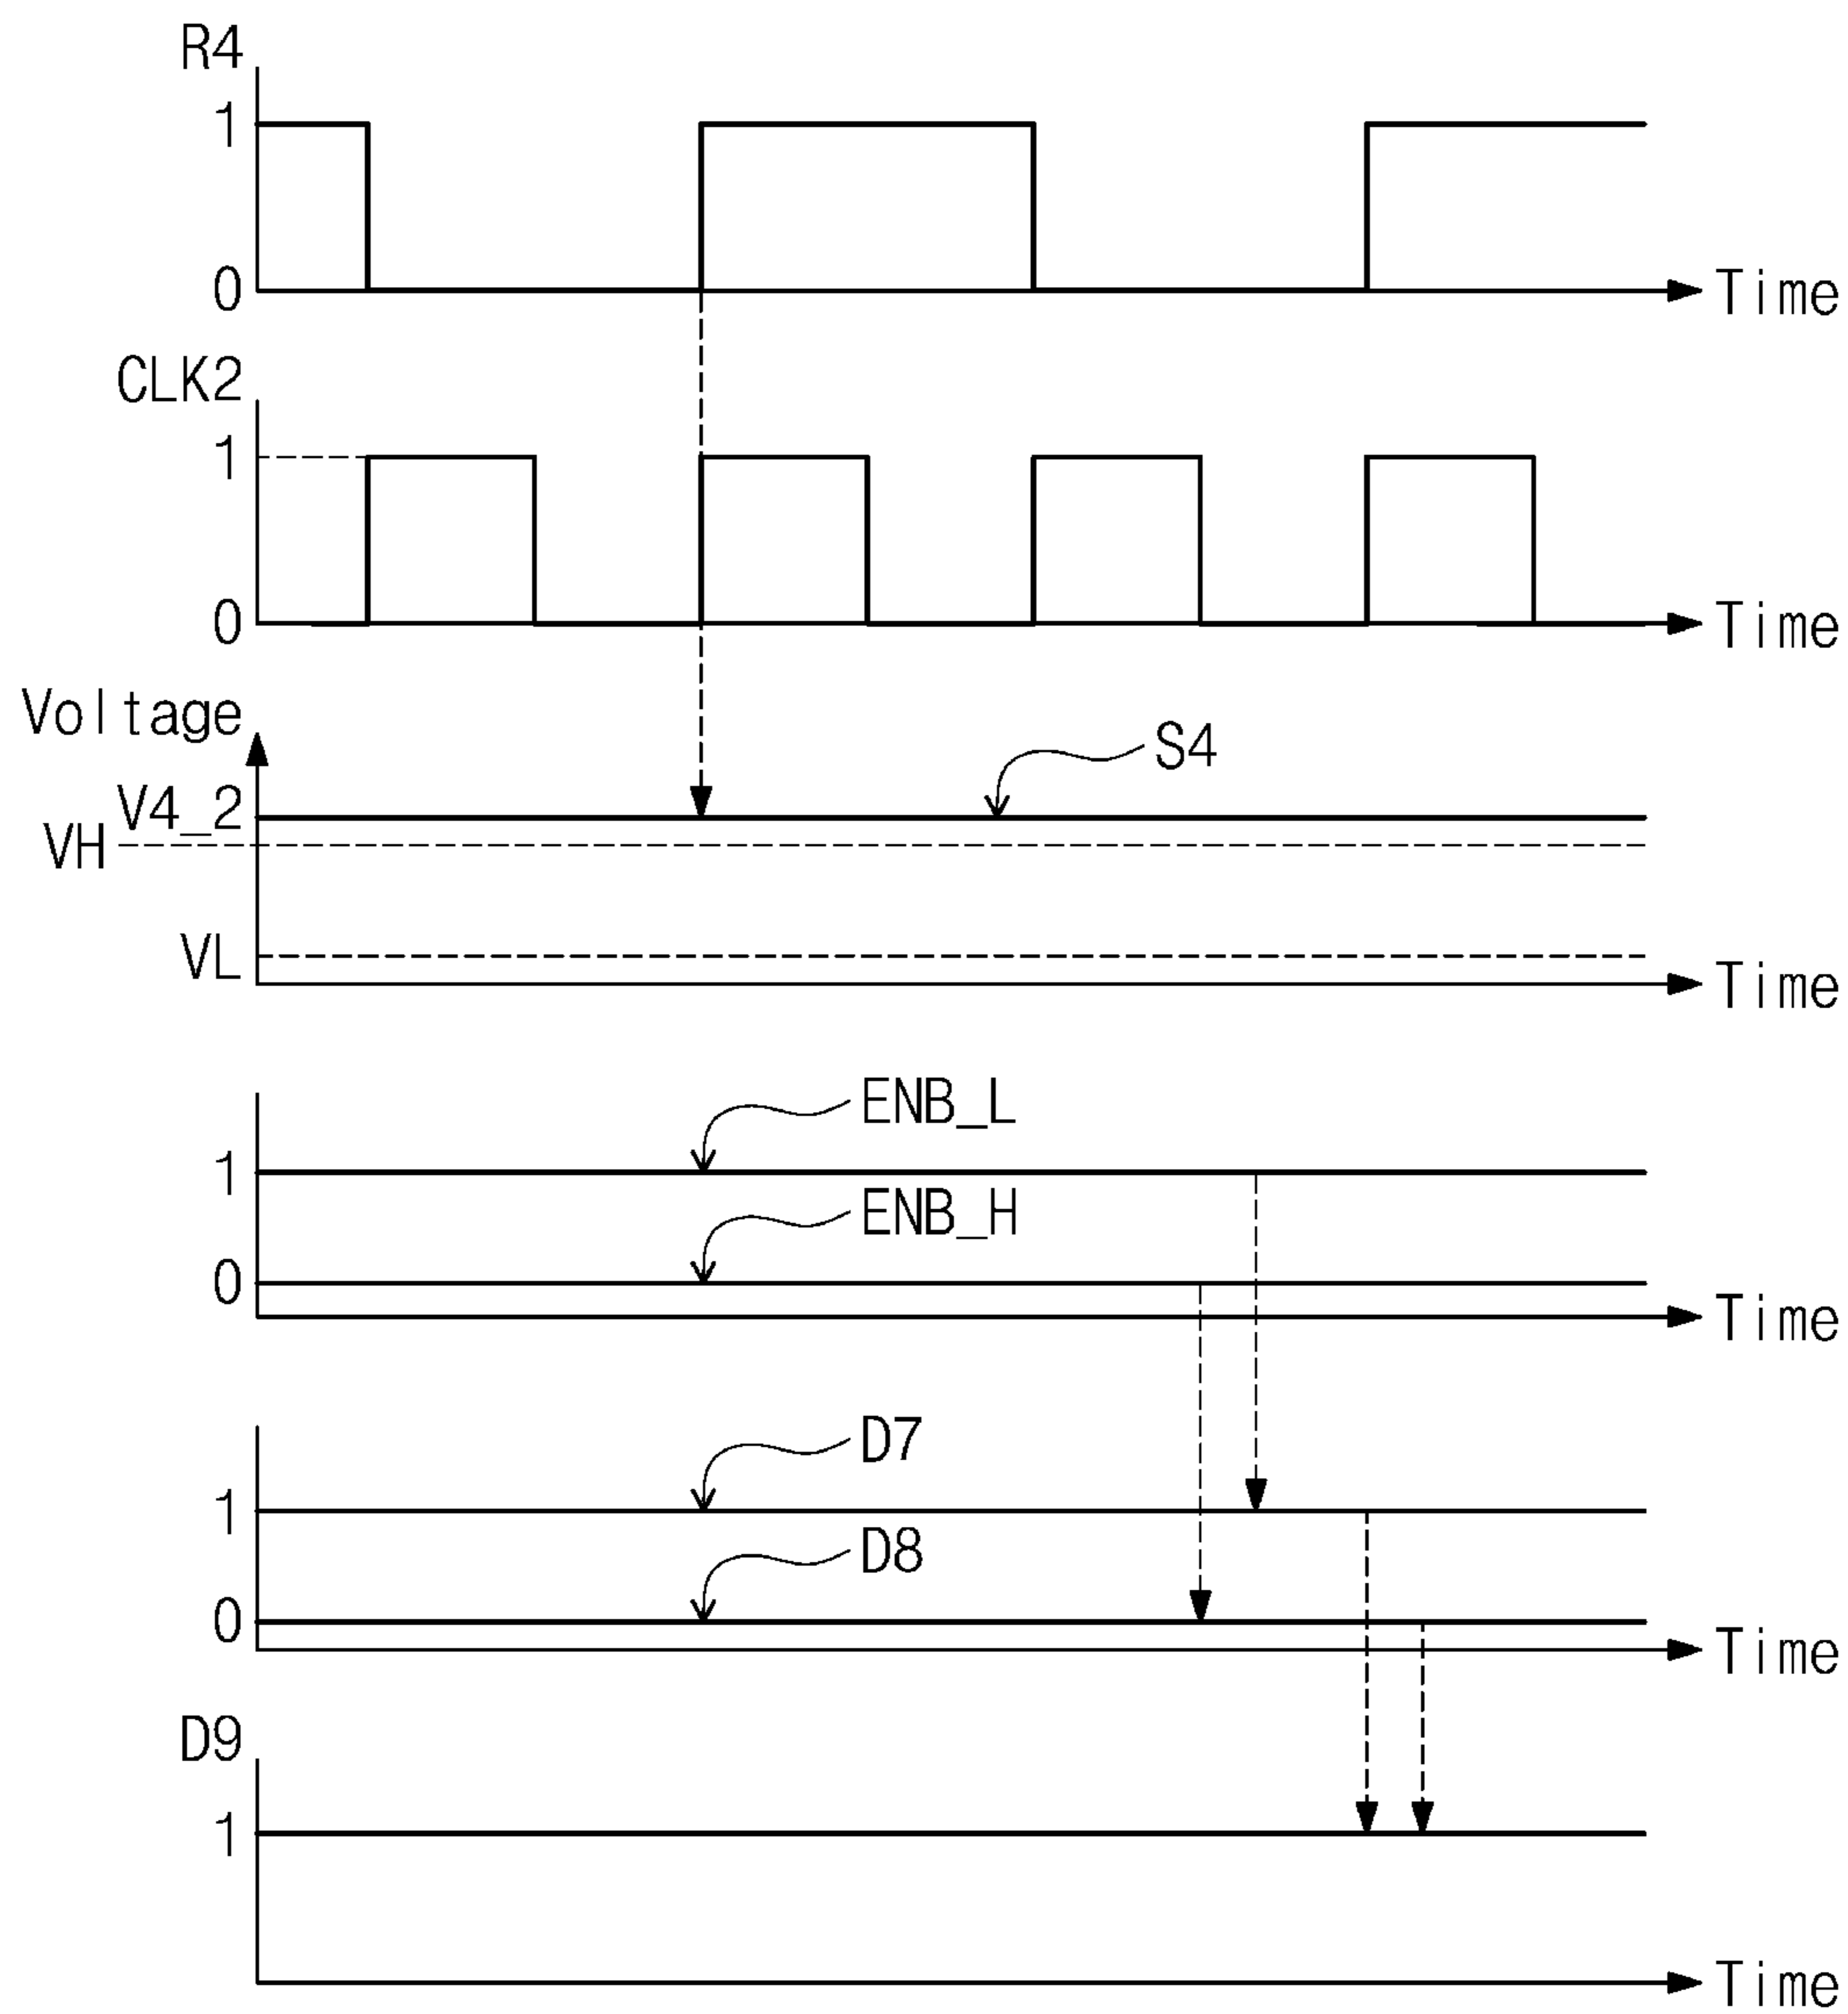 R4
1
0
Time
CLK2
1
0
Time
Voltage
S4
V4_2
VH
VL
Time
ENB_L
1
ENB_H
0
Time
D7
1
D8
0
Time
D9
1
Time